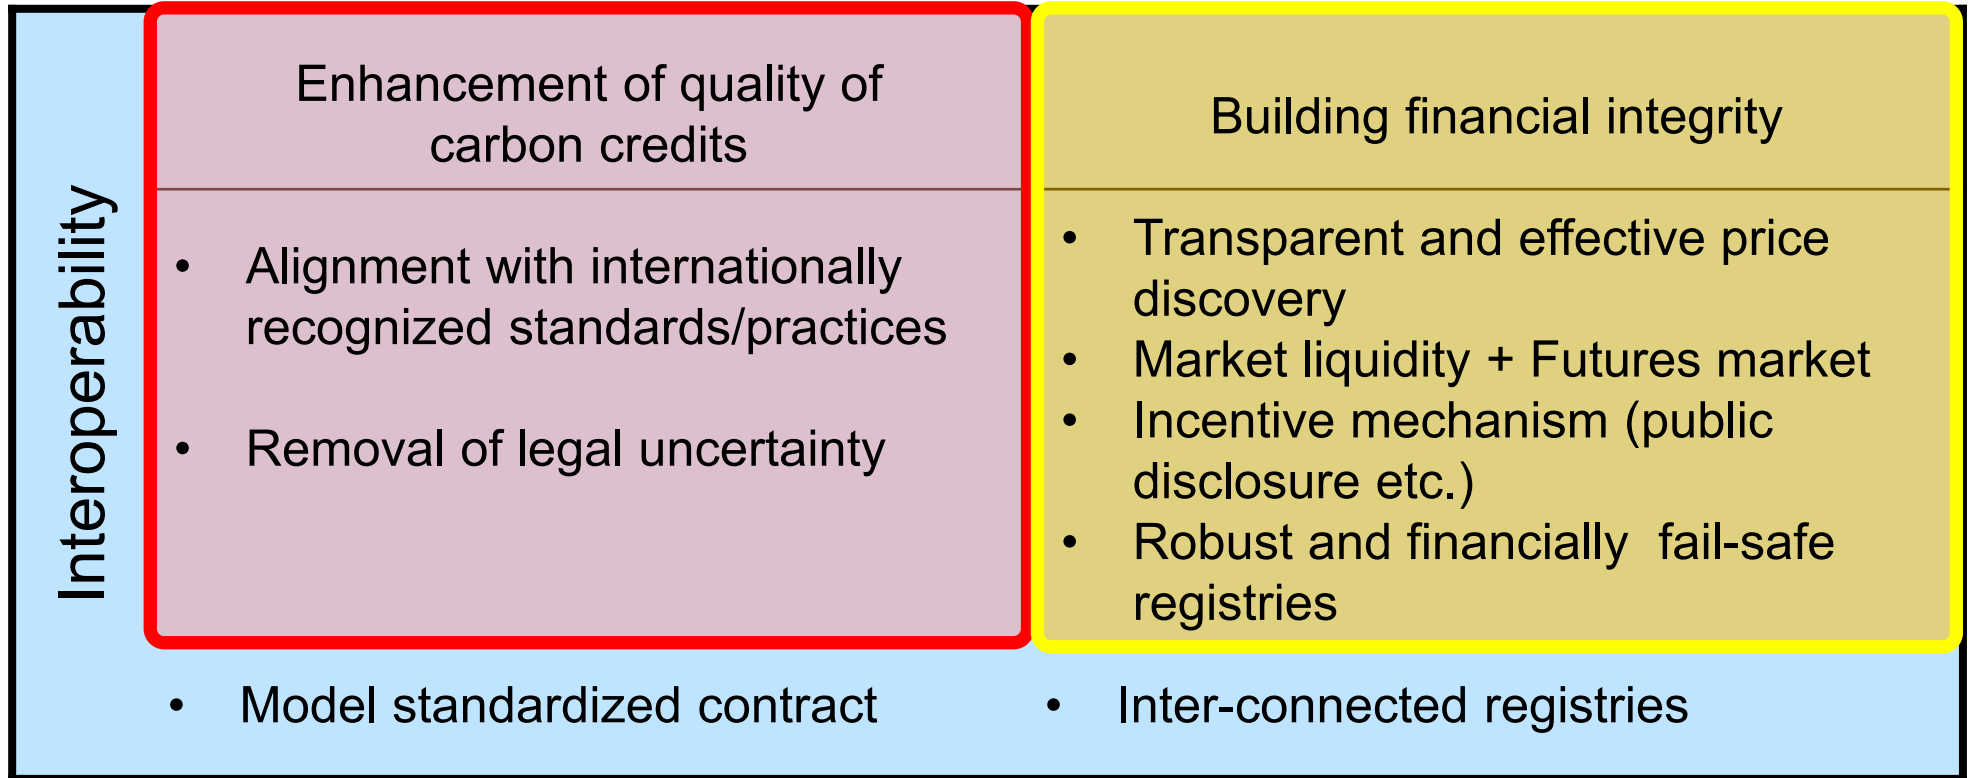 Interoperability
Enhancement of quality of
carbon credits
• Alignment with internationally
recognized standards/practices
• Removal of legal uncertainty
Building financial integrity
• Transparent and effective price
discovery
• Market liquidity + Futures market
• Incentive mechanism (public
disclosure etc.)
• Robust and financially  fail-safe
registries
• Model standardized contract
• Inter-connected registries